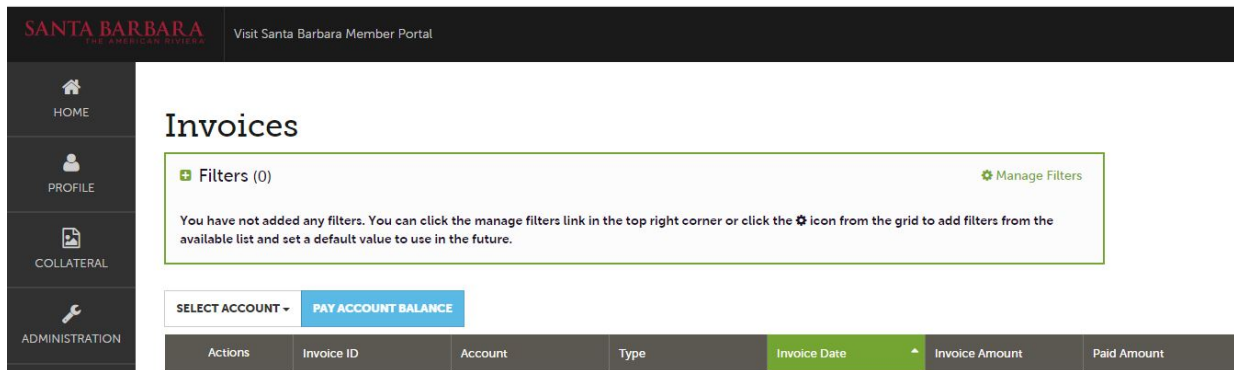 SANTA BARBARA
THE AMERICAN RIVIERA
Visit Santa Barbara Member Portal
HOME
PROFILE
COLLATERAL
ADMINISTRATION
Invoices
Filters (0)
Manage Filters
You have not added any filters. You can click the manage filters link in the top right corner or click the icon from the grid to add filters from the
available list and set a default value to use in the future.
SELECT ACCOUNT
PAY ACCOUNT BALANCE
Actions Invoice ID Account Type Invoice Date Invoice Amount Paid Amount